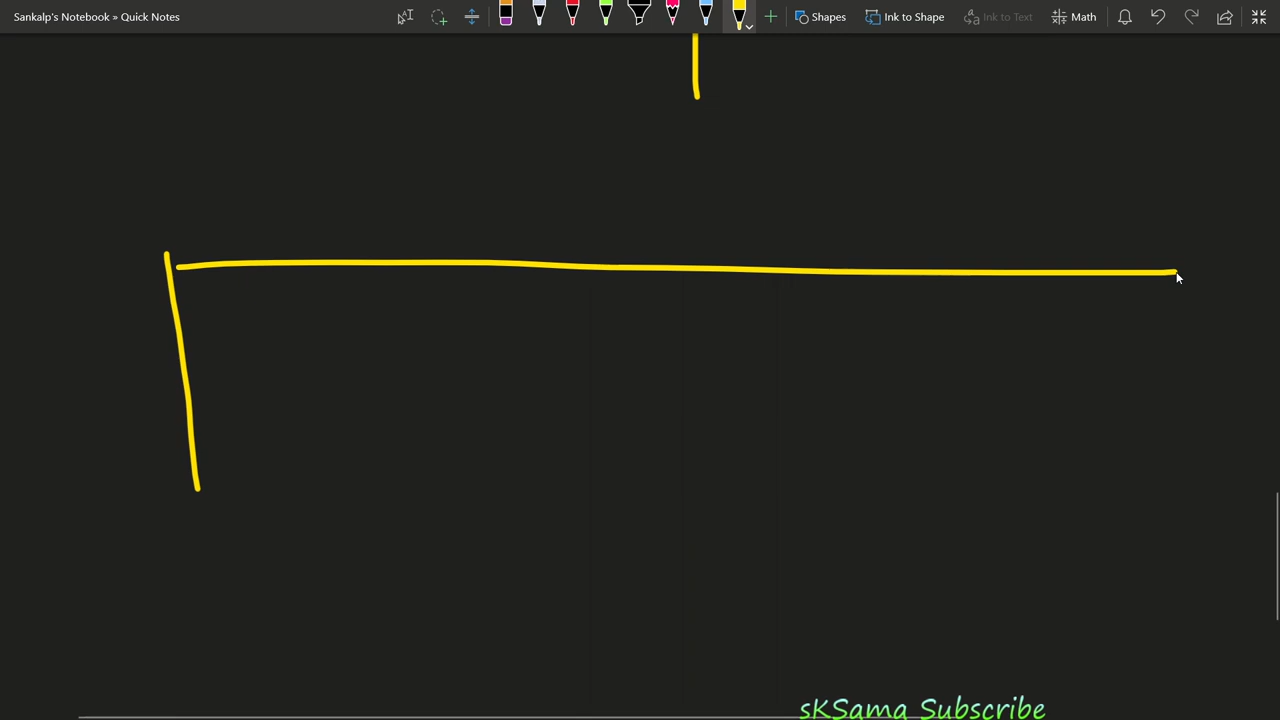 Sankalp's Notebook » Quick Notes
Shapes
Ink to Shape
Ink to Text
Math
sKSama Subscribe